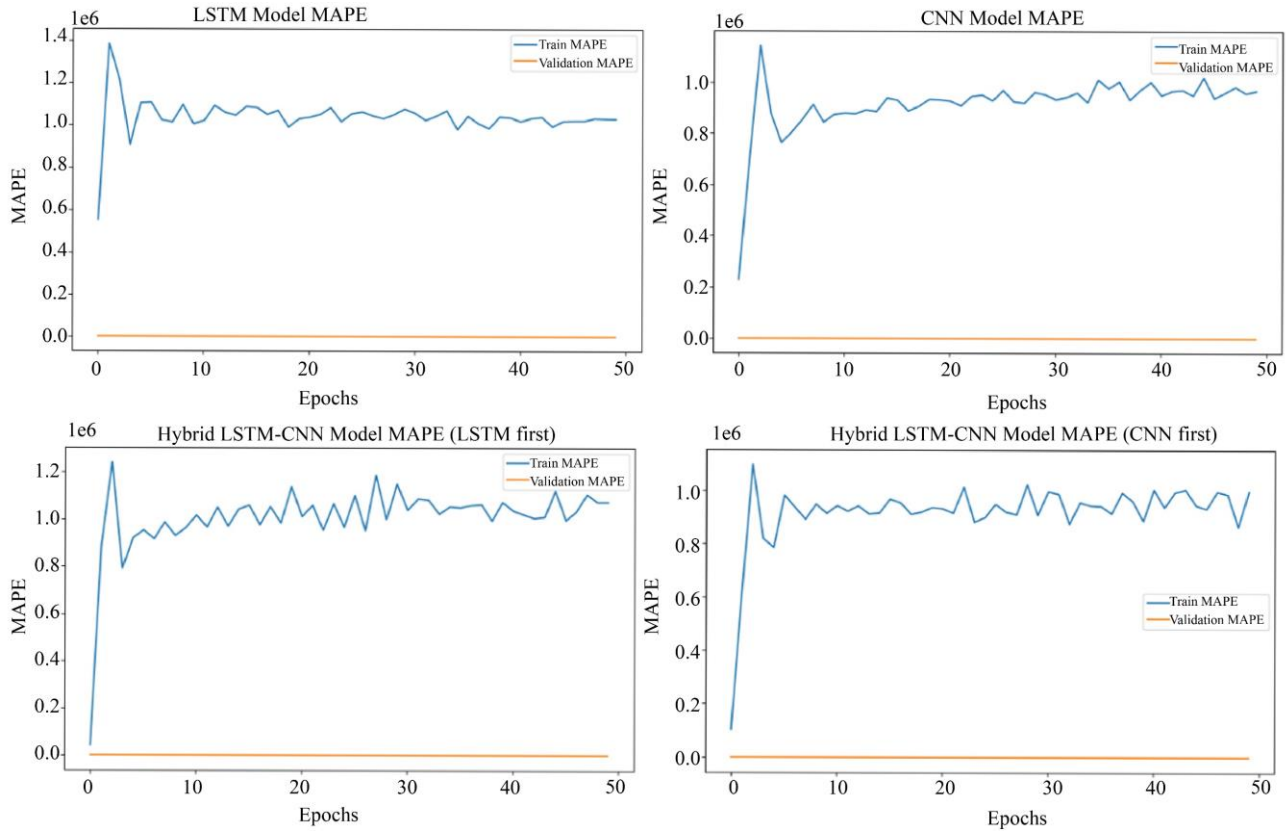 LSTM Model MAPE
1e6
Train MAPE
Validation MAPE
1.4
1.2
1.0
0.8
0.6
0.4
0.2
0.0
MAPE
0 10 20 30 40 50
Epochs
CNN Model MAPE
1e6
Train MAPE
Validation MAPE
1.0
0.8
0.6
0.4
0.2
0.0
MAPE
0 10 20 30 40 50
Epochs
Hybrid LSTM-CNN Model MAPE (LSTM first)
1e6
Train MAPE
Validation MAPE
1.2
1.0
0.8
0.6
0.4
0.2
0.0
MAPE
0 10 20 30 40 50
Epochs
Hybrid LSTM-CNN Model MAPE (CNN first)
1e6
1.0
0.8
0.6
0.4
0.2
0.0
MAPE
Train MAPE
Validation MAPE
0 10 20 30 40 50
Epochs